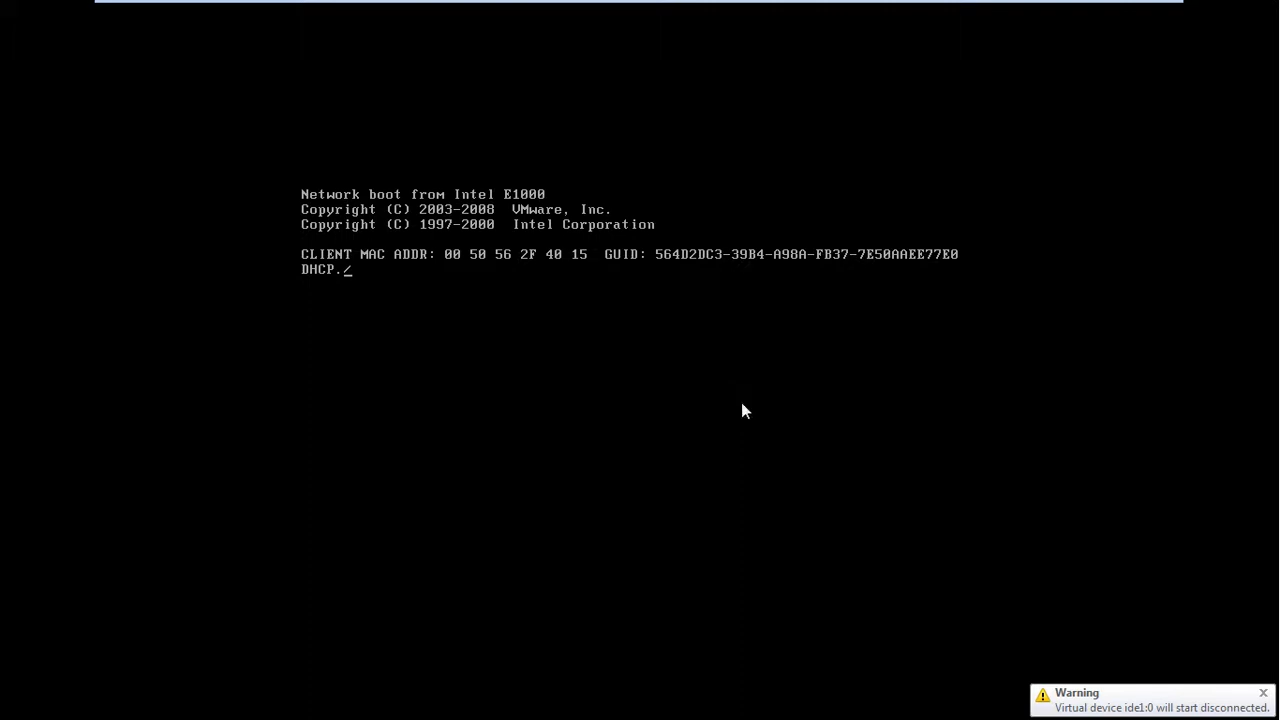 Network boot from Intel E1000
Copyright (C) 2003-2008  VMware, Inc.
Copyright (C) 1997-2000  Intel Corporation
CLIENT MAC ADDR: 00 50 56 2F 40 15  GUID: 564D2DC3-39B4-A98A-FB37-7E50AAEE77E0
DHCP./
Warning
Virtual device ide1:0 will start disconnected.